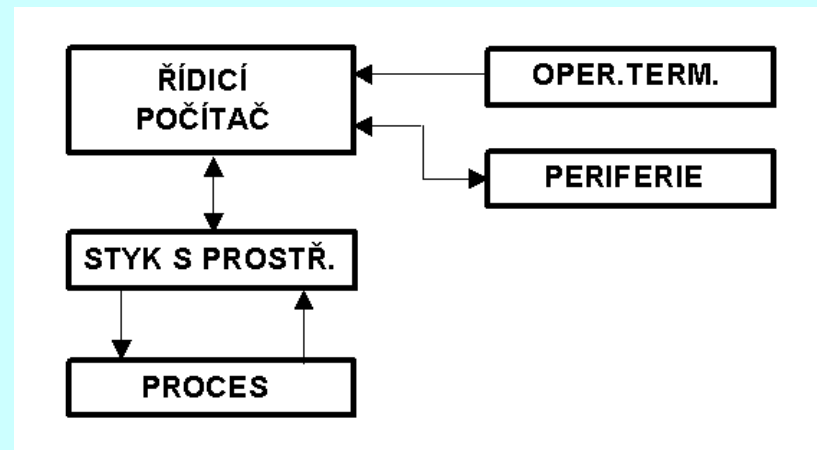 ŘÍDICÍ
POČÍTAČ
OPER.TERM.
PERIFERIE
STYK S PROSTŘ.
PROCES